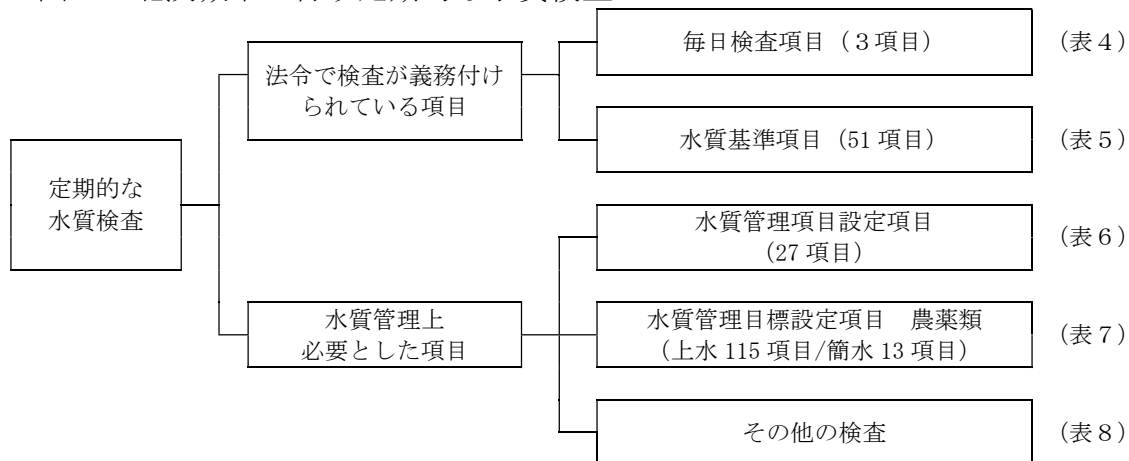 定期的な
水質検査
法令で検査が義務付け
られている項目
毎日検査項目（３項目）
（表４）
水質基準項目（51 項目）
（表５）
水質管理上
必要とした項目
水質管理項目設定項目
（27 項目）
（表６）
水質管理目標設定項目　農薬類
（上水 115 項目/簡水 13 項目）
（表７）
その他の検査
（表８）